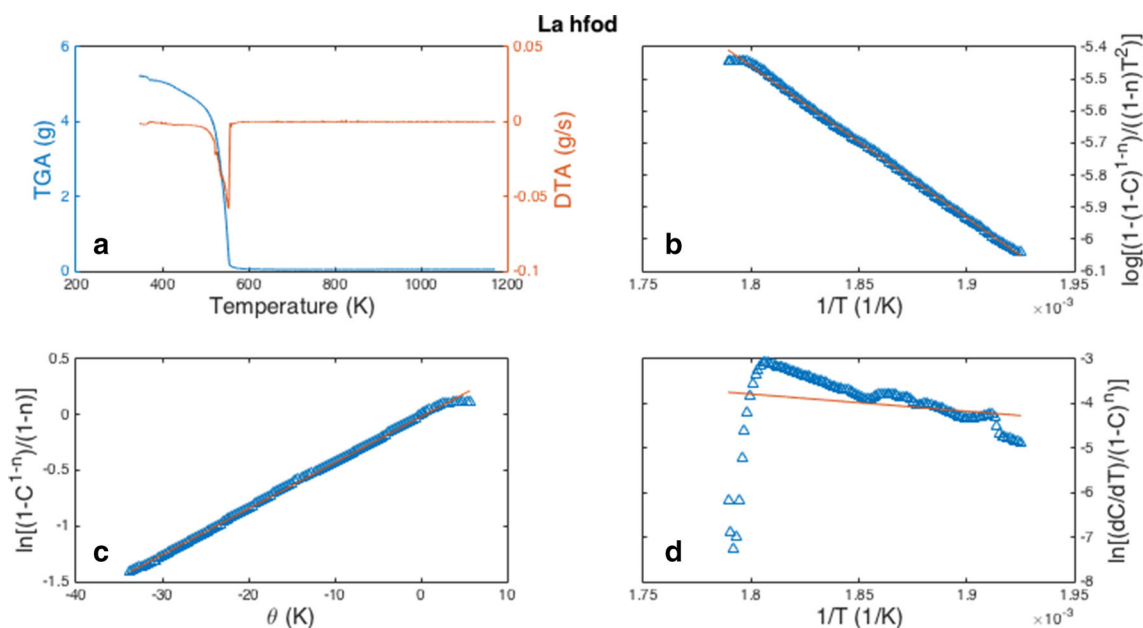 La hfod
6
4
2
0
TGA (g)
0.05
0
-0.05
-0.1
DTA (g/s)
a
200 400 600 800 1000 1200
Temperature (K)
-5.4
-5.5
-5.6
-5.7
-5.8
-5.9
-6
-6.1
log[(1-(1-C)^{1-n})/((1-n)T^2)]
b
1.75 1.8 1.85 1.9 1.95
1/T (1/K)
×10^{-3}
0.5
0
-0.5
-1
-1.5
ln[(1-C^{1-n})/(1-n)]
c
-40 -30 -20 -10 0 10
θ (K)
-3
-4
-5
-6
-7
-8
ln[(dC/dT)/(1-C)^n)]
d
1.75 1.8 1.85 1.9 1.95
1/T (1/K)
×10^{-3}